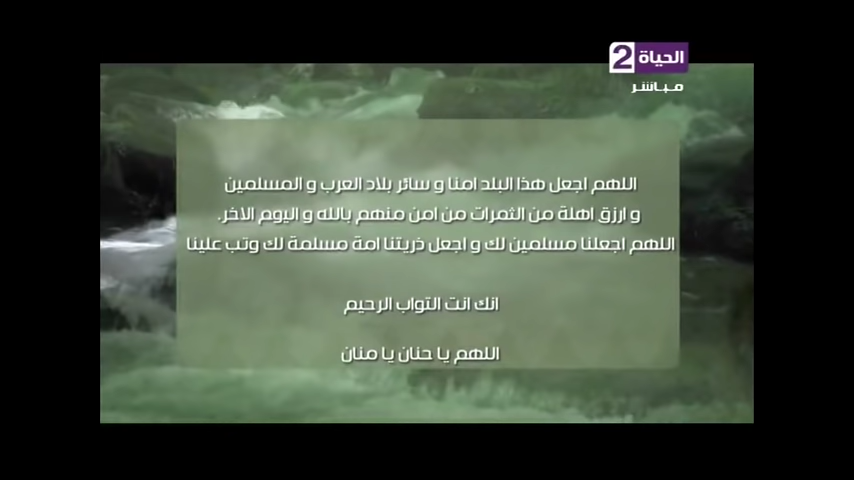 الحياة 2
مباشر
اللهم اجعل هذا البلد امنا و سائر بلاد العرب و المسلمين
و ارزق اهلة من الثمرات من امن منهم بالله و اليوم الاخر.
اللهم اجعلنا مسلمين لك و اجعل ذريتنا امة مسلمة لك وتب علينا
انك انت التواب الرحيم
اللهم يا حنان يا منان